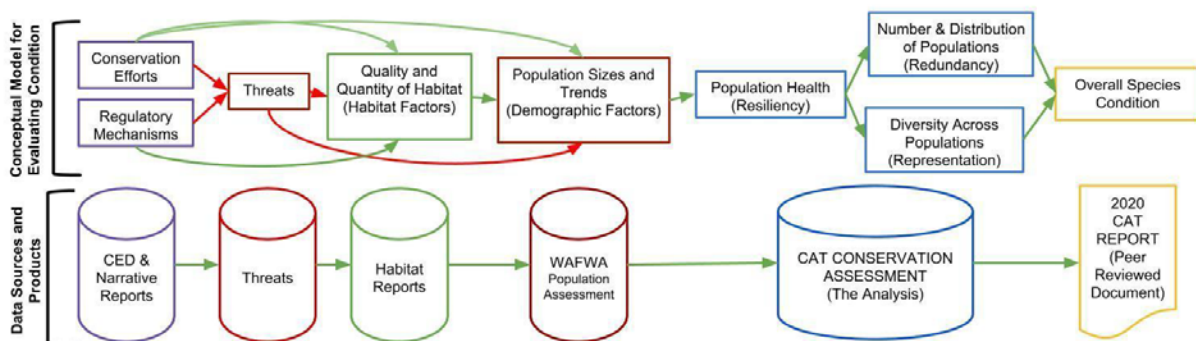 Conceptual Model for
Evaluating Condition
Conservation
Efforts
Regulatory
Mechanisms
Threats
Quality and
Quantity of Habitat
(Habitat Factors)
Population Sizes and
Trends
(Demographic Factors)
Population Health
(Resiliency)
Number & Distribution
of Populations
(Redundancy)
Diversity Across
Populations
(Representation)
Overall Species
Condition
Data Sources and
Products
CED &
Narrative
Reports
Threats
Habitat
Reports
WAFWA
Population
Assessment
CAT CONSERVATION
ASSESSMENT
(The Analysis)
2020
CAT
REPORT
(Peer
Reviewed
Document)